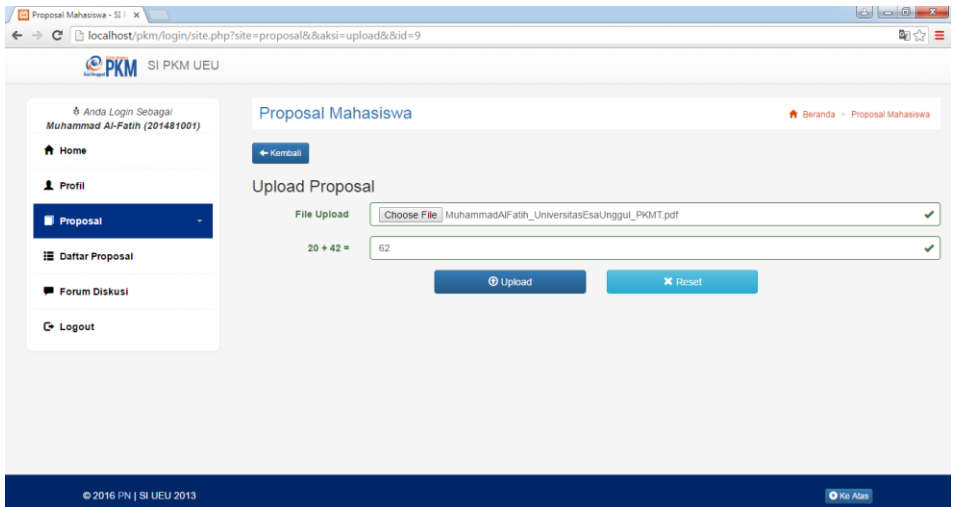 Proposal Mahasiswa - SI F
localhost/pkm/login/site.php?site=proposal&&aksi=upload&&id=9
PKM SI PKM UEU
Anda Login Sebagai
Muhammad Al-Fatih (201481001)
Home
Profil
Proposal
Daftar Proposal
Forum Diskusi
Logout
Proposal Mahasiswa
Beranda > Proposal Mahasiswa
Kembali
Upload Proposal
File Upload Choose File MuhammadAlFatih_UniversitasEsaUnggul_PKMT.pdf
20 + 42 = 62
Upload Reset
© 2016 PN | SI UEU 2013 Ke Atas